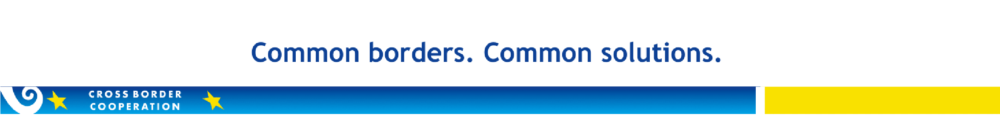 Common borders. Common solutions.
CROSS BORDER
COOPERATION